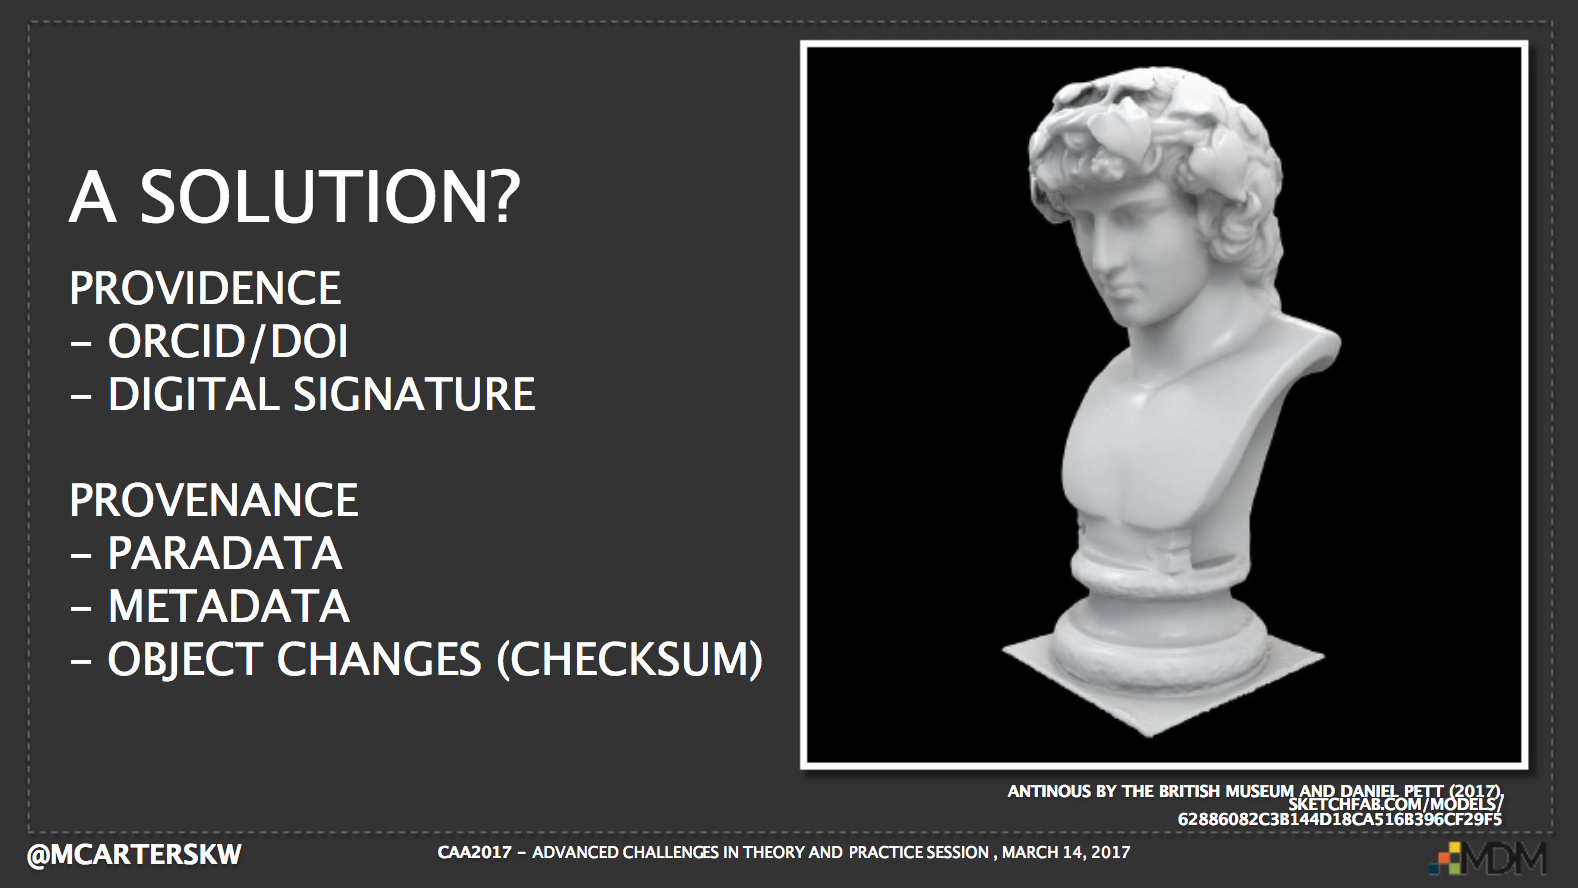 A SOLUTION?
PROVIDENCE
– ORCID/DOI
– DIGITAL SIGNATURE
PROVENANCE
– PARADATA
– METADATA
– OBJECT CHANGES (CHECKSUM)
ANTINOUS BY THE BRITISH MUSEUM AND DANIEL PETT (2017),
SKETCHFAB.COM/MODELS/
62886082C3B144D18CA516B396CF29F5
@MCARTERSKW
CAA2017 – ADVANCED CHALLENGES IN THEORY AND PRACTICE SESSION , MARCH 14, 2017
MDM